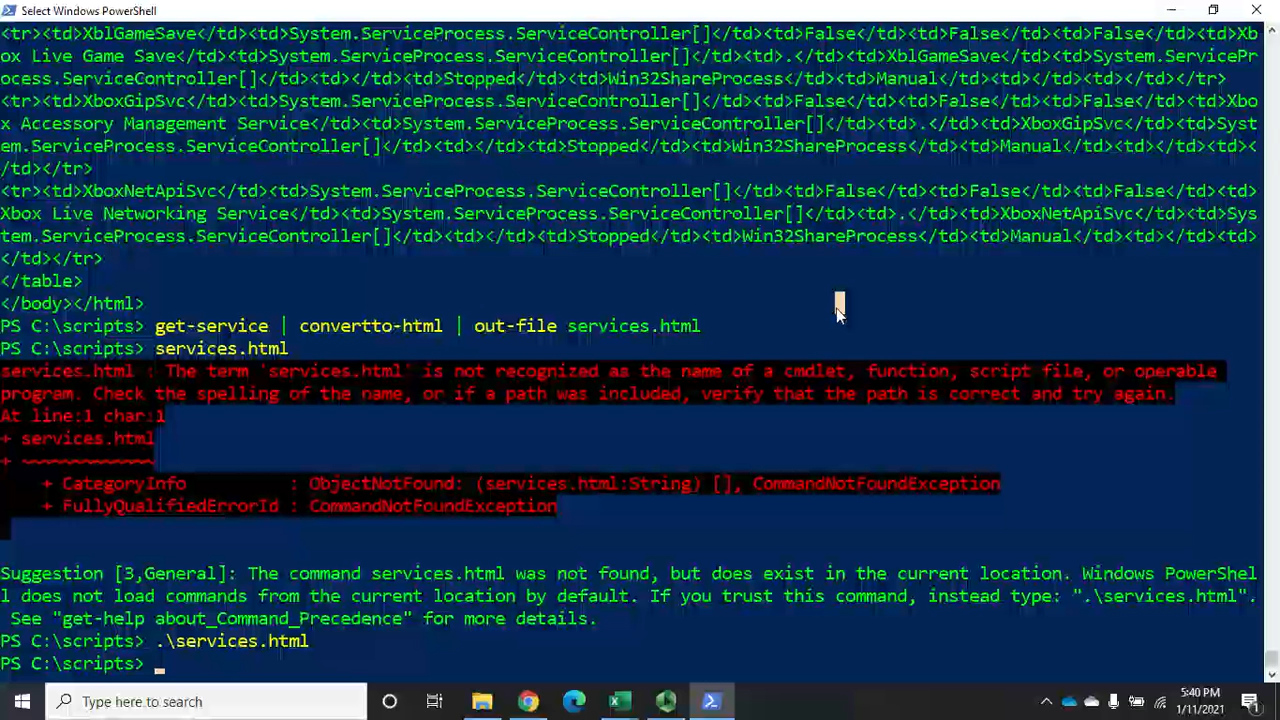 Select Windows PowerShell
<tr><td>XblGameSave</td><td>System.ServiceProcess.ServiceController[]</td><td>False</td><td>False</td><td>False</td><td>Xb
ox Live Game Save</td><td>System.ServiceProcess.ServiceController[]</td><td>.</td><td>XblGameSave</td><td>System.ServicePr
ocess.ServiceController[]</td><td></td><td>Stopped</td><td>Win32ShareProcess</td><td>Manual</td><td></td><td></td></tr>
<tr><td>XboxGipSvc</td><td>System.ServiceProcess.ServiceController[]</td><td>False</td><td>False</td><td>False</td><td>Xbo
x Accessory Management Service</td><td>System.ServiceProcess.ServiceController[]</td><td>.</td><td>XboxGipSvc</td><td>Syst
em.ServiceProcess.ServiceController[]</td><td></td><td>Stopped</td><td>Win32ShareProcess</td><td>Manual</td><td></td><td><
/td></tr>
<tr><td>XboxNetApiSvc</td><td>System.ServiceProcess.ServiceController[]</td><td>False</td><td>False</td><td>False</td><td>
Xbox Live Networking Service</td><td>System.ServiceProcess.ServiceController[]</td><td>.</td><td>XboxNetApiSvc</td><td>Sys
tem.ServiceProcess.ServiceController[]</td><td></td><td>Stopped</td><td>Win32ShareProcess</td><td>Manual</td><td></td><td>
</td></tr>
</table>
</body></html>
PS C:\scripts> get-service | convertto-html | out-file services.html
PS C:\scripts> services.html
services.html : The term 'services.html' is not recognized as the name of a cmdlet, function, script file, or operable
program. Check the spelling of the name, or if a path was included, verify that the path is correct and try again.
At line:1 char:1
+ services.html
+ ~~~~~~~~~~~~~
+ CategoryInfo : ObjectNotFound: (services.html:String) [], CommandNotFoundException
+ FullyQualifiedErrorId : CommandNotFoundException
Suggestion [3,General]: The command services.html was not found, but does exist in the current location. Windows PowerShel
l does not load commands from the current location by default. If you trust this command, instead type: ".\services.html".
See "get-help about_Command_Precedence" for more details.
PS C:\scripts> .\services.html
PS C:\scripts>
Type here to search
5:40 PM
1/11/2021